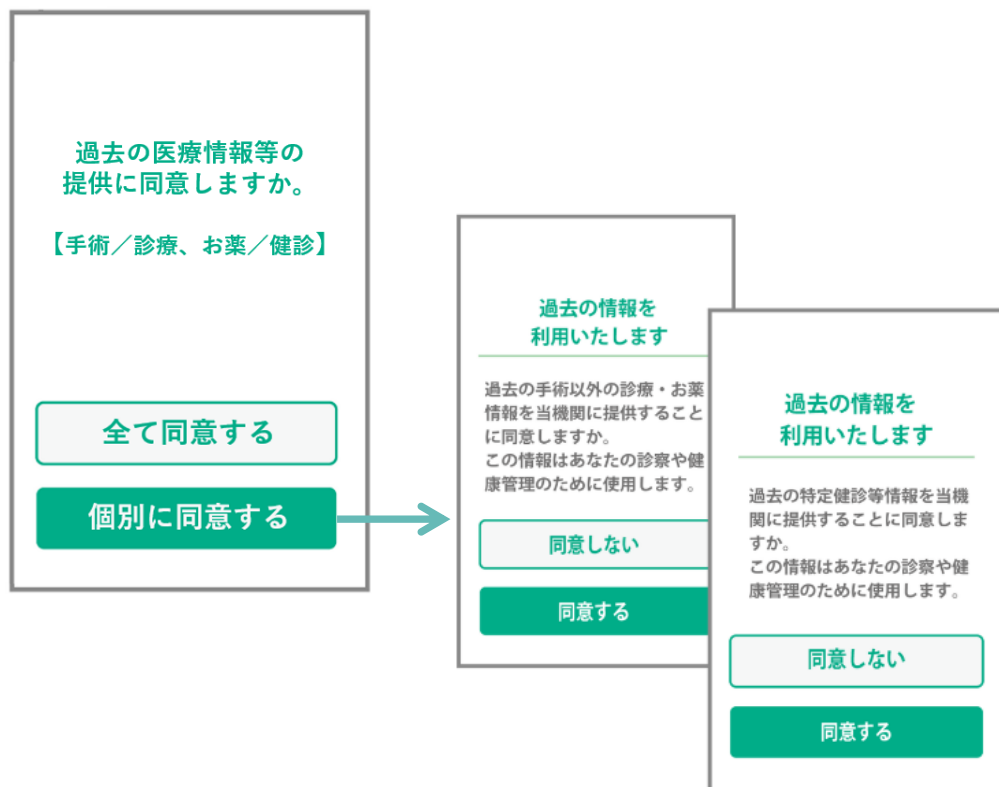 過去の医療情報等の
提供に同意しますか。
【手術／診療、お薬／健診】
全て同意する
個別に同意する
過去の情報を
利用いたします
過去の手術以外の診療・お薬
情報を当機関に提供すること
に同意しますか。
この情報はあなたの診察や健
康管理のために使用します。
同意しない
同意する
過去の情報を
利用いたします
過去の特定健診等情報を当機
関に提供することに同意しま
すか。
この情報はあなたの診察や健
康管理のために使用します。
同意しない
同意する